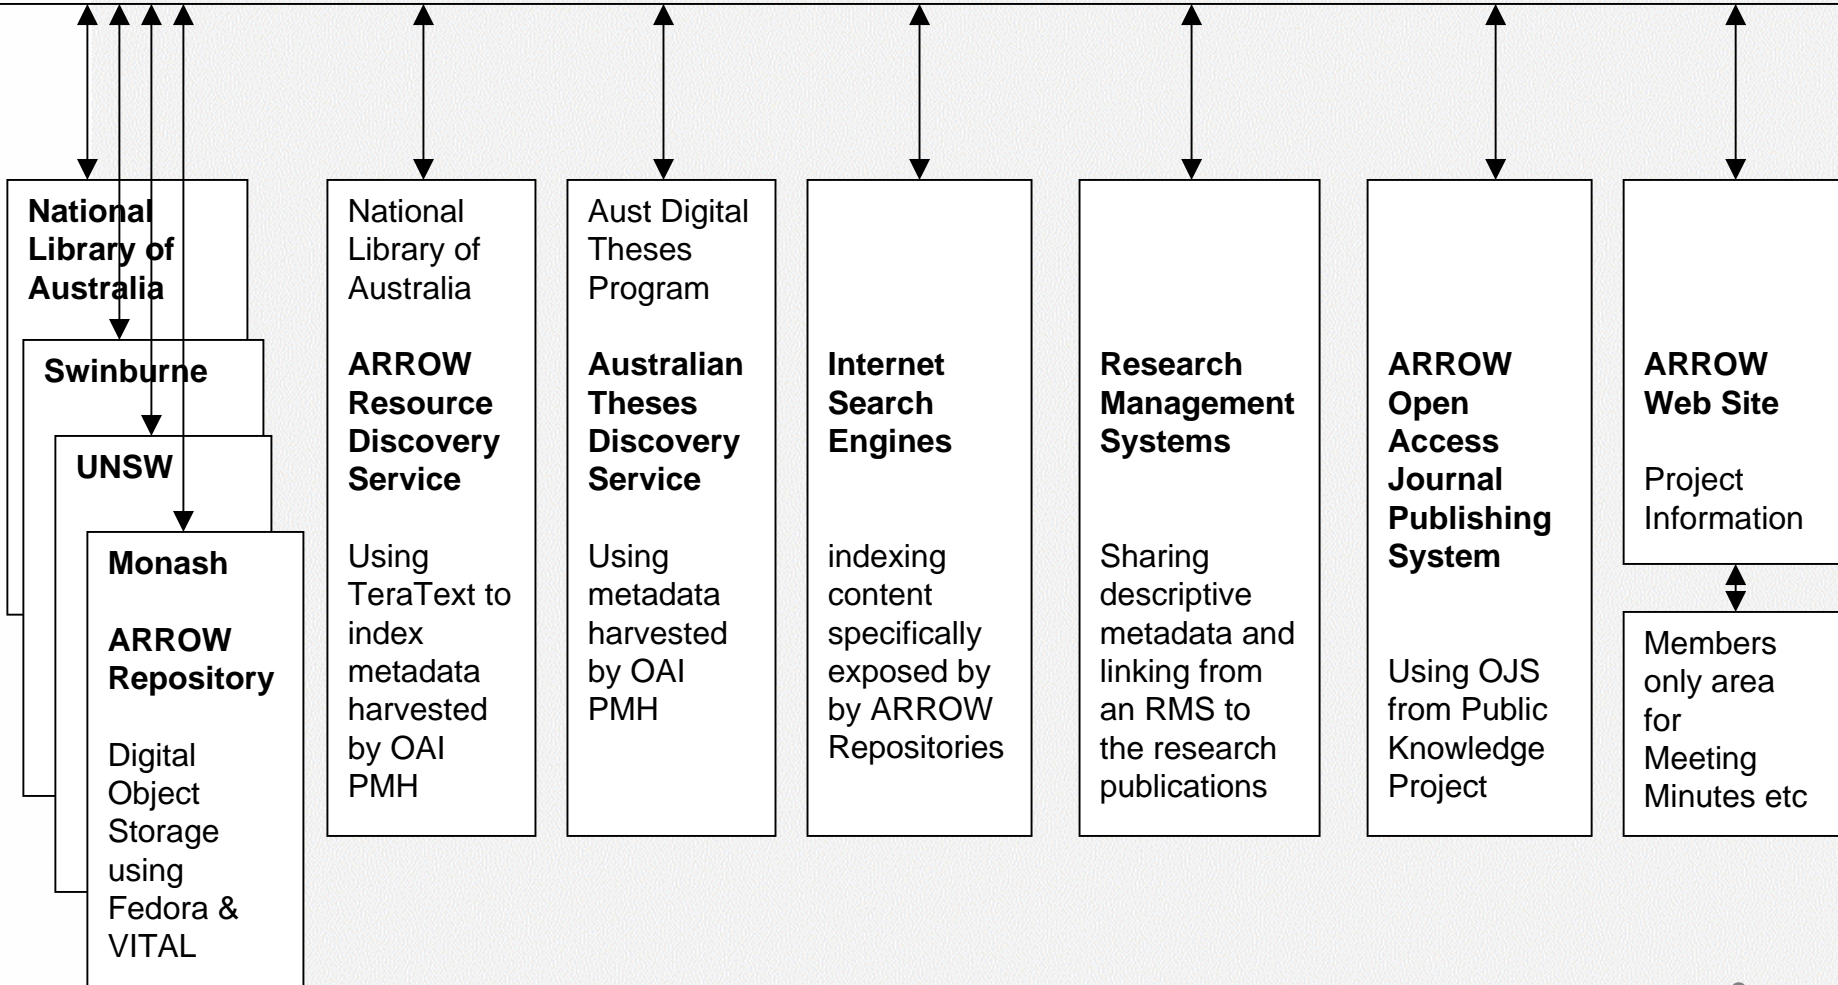 National
Library of
Australia
Swinburne
UNSW
Monash
ARROW
Repository
Digital
Object
Storage
using
Fedora &
VITAL
National
Library of
Australia
ARROW
Resource
Discovery
Service
Using
TeraText to
index
metadata
harvested
by OAI
PMH
Aust Digital
Theses
Program
Australian
Theses
Discovery
Service
Using
metadata
harvested
by OAI
PMH
Internet
Search
Engines
indexing
content
specifically
exposed by
by ARROW
Repositories
Research
Management
Systems
Sharing
descriptive
metadata and
linking from
an RMS to
the research
publications
ARROW
Open
Access
Journal
Publishing
System
Using OJS
from Public
Knowledge
Project
ARROW
Web Site
Project
Information
Members
only area
for
Meeting
Minutes etc